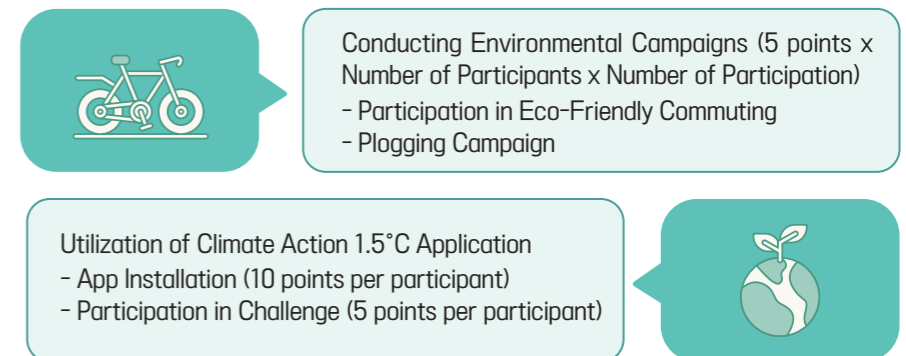 Conducting Environmental Campaigns (5 points x
Number of Participants x Number of Participation)
- Participation in Eco-Friendly Commuting
- Plogging Campaign
Utilization of Climate Action 1.5°C Application
- App Installation (10 points per participant)
- Participation in Challenge (5 points per participant)